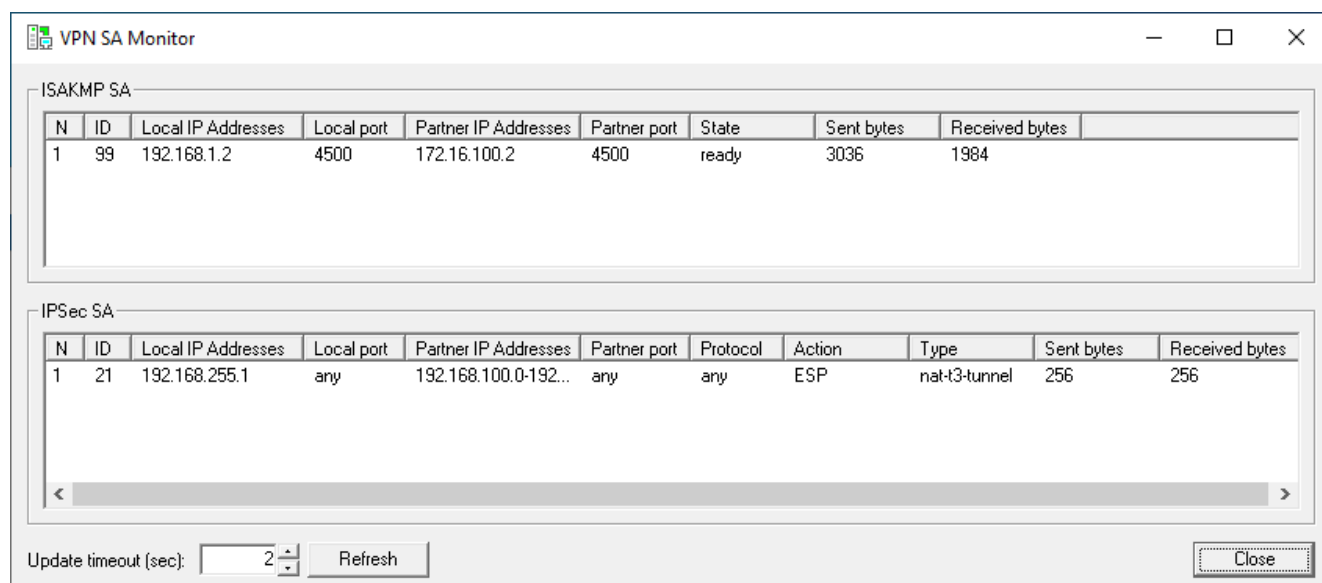 VPN SA Monitor
ISAKMP SA
N ID Local IP Addresses Local port Partner IP Addresses Partner port State Sent bytes Received bytes
1 99 192.168.1.2 4500 172.16.100.2 4500 ready 3036 1984
IPSec SA
N ID Local IP Addresses Local port Partner IP Addresses Partner port Protocol Action Type Sent bytes Received bytes
1 21 192.168.255.1 any 192.168.100.0-192... any any ESP nat-t3-tunnel 256 256
Update timeout (sec): 2 Refresh Close